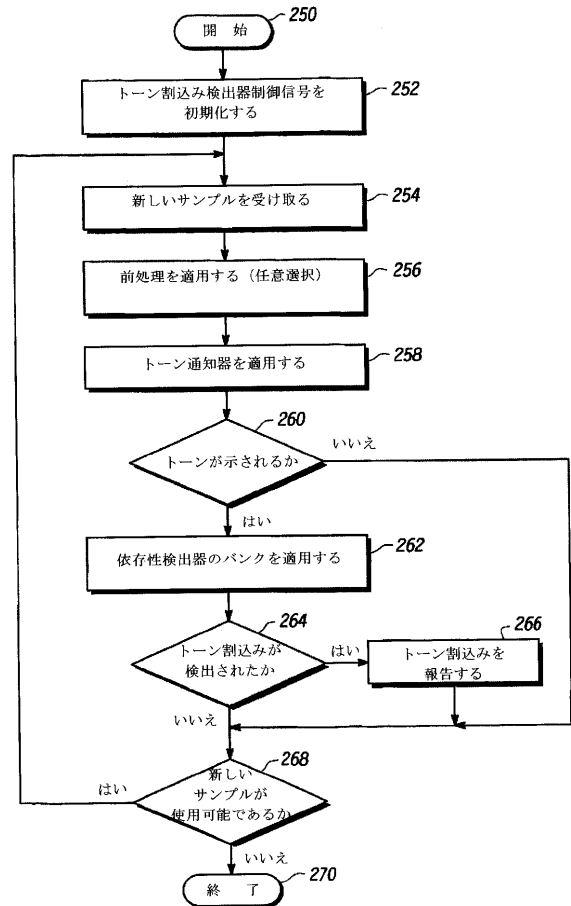 開 始
250
トーン割込み検出器制御信号を
初期化する
252
新しいサンプルを受け取る
254
前処理を適用する（任意選択）
256
トーン通知器を適用する
258
260
トーンが示されるか
いいえ
はい
依存性検出器のバンクを適用する
262
264
トーン割込みが
検出されたか
はい
266
トーン割込みを
報告する
いいえ
268
新しい
サンプルが
使用可能であるか
はい
いいえ
終 了
270